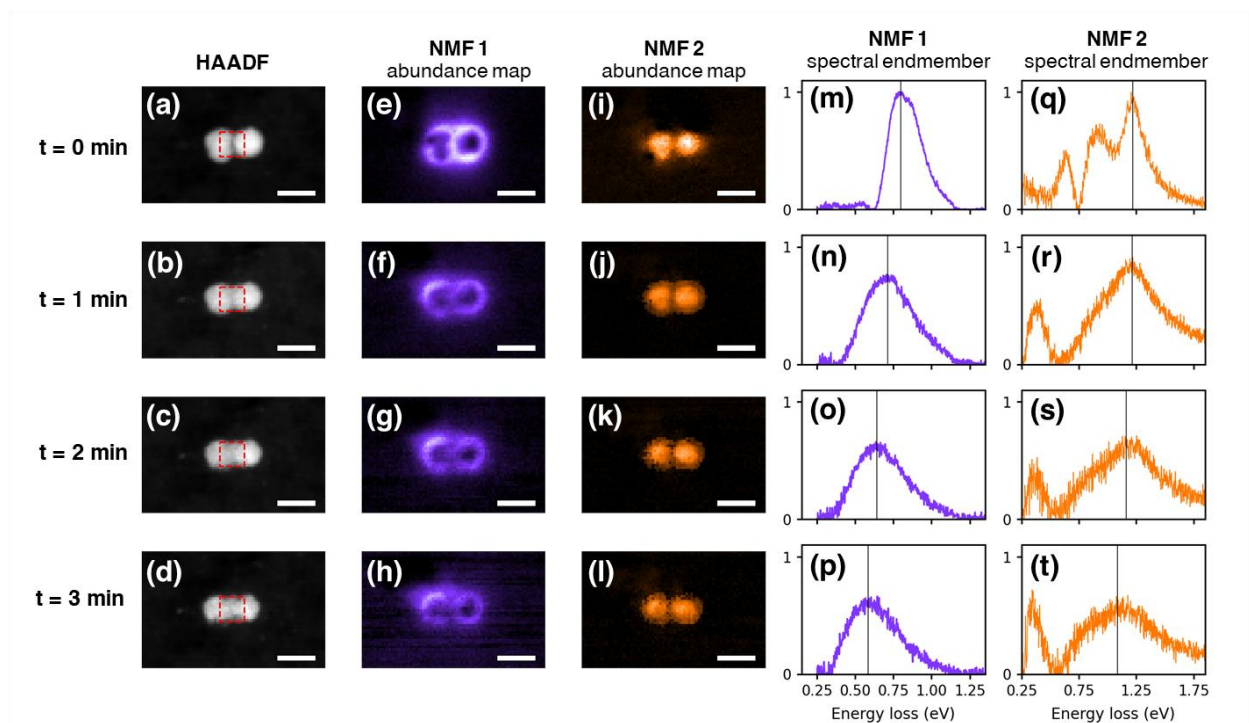 HAADF
NMF 1
abundance map
NMF 2
abundance map
NMF 1
spectral endmember
NMF 2
spectral endmember
t = 0 min
(a)
(e)
(i)
1
(m)
0
1
(q)
0
t = 1 min
(b)
(f)
(j)
1
(n)
0
1
(r)
0
t = 2 min
(c)
(g)
(k)
1
(o)
0
1
(s)
0
t = 3 min
(d)
(h)
(l)
1
(p)
0
1
(t)
0
0.25 0.50 0.75 1.00 1.25
Energy loss (eV)
0.25 0.75 1.25 1.75
Energy loss (eV)